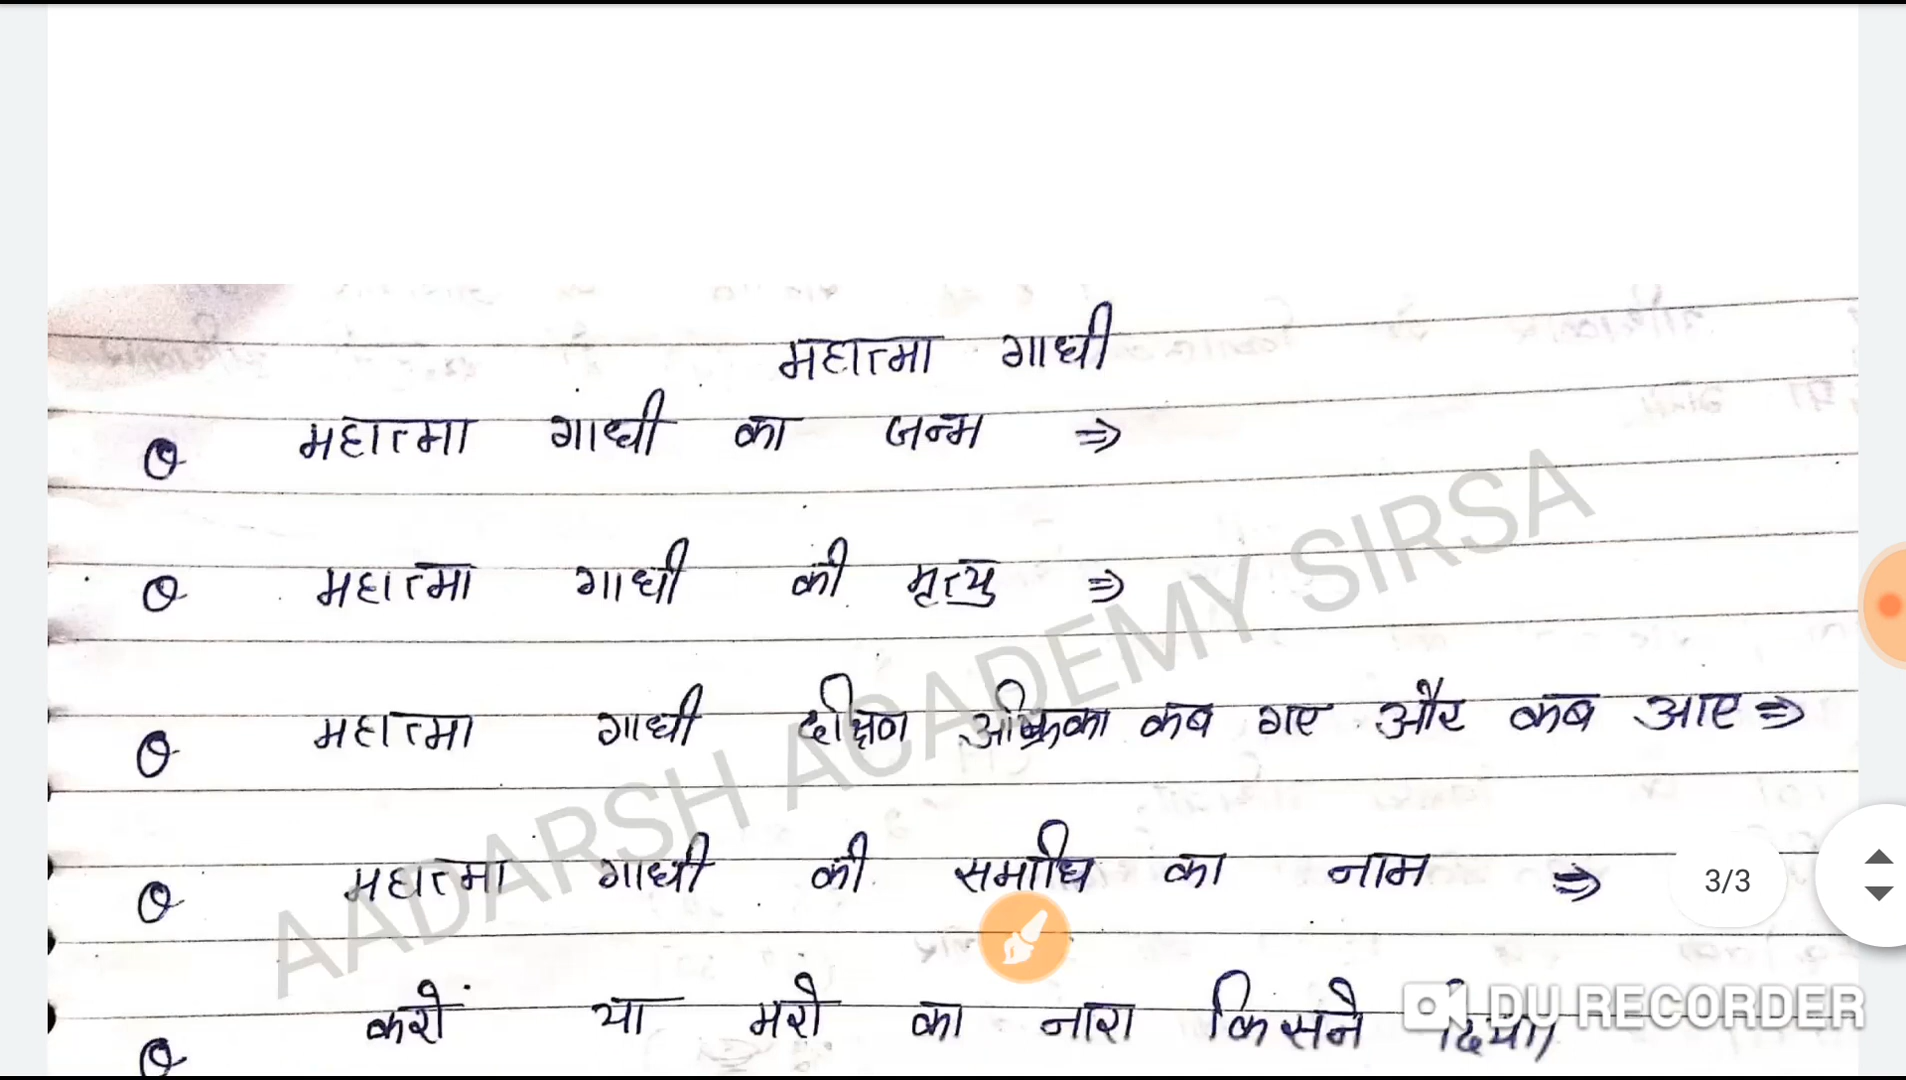 महात्मा गाधी
Q महात्मा गाधी का जन्म ⇒
Q महात्मा गाधी की मृत्यु ⇒
Q महात्मा गाधी दक्षिण अफ्रिका कब गए और कब आए ⇒
Q महात्मा गाधी की समाधि का नाम ⇒
3/3
Q करो या मरो का नारा किसने दिया।
AADARSH ACADEMY SIRSA
DU RECORDER